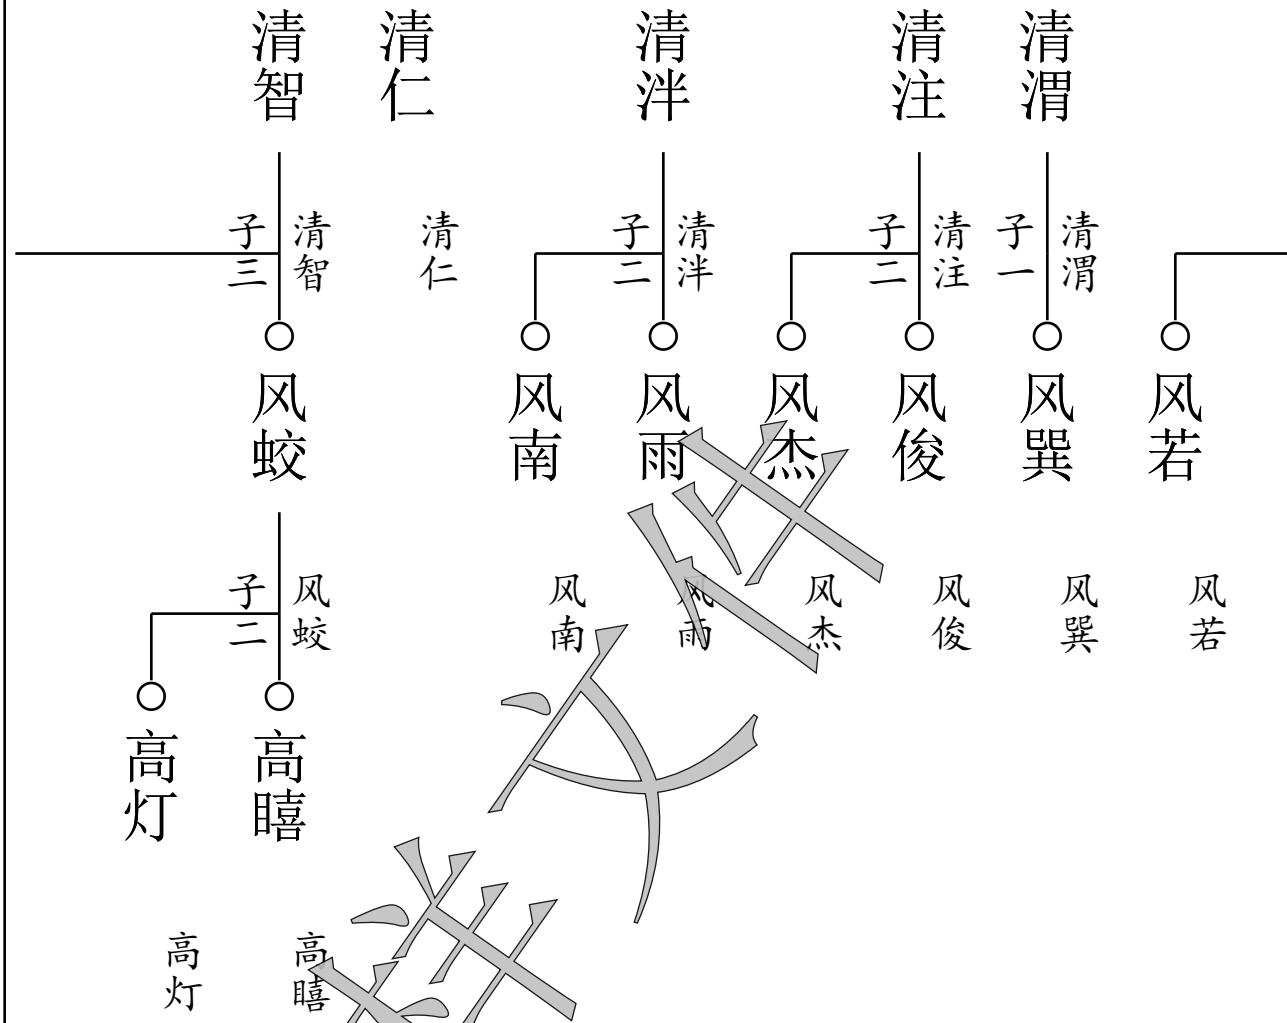 清渭
清注
清泮
清仁
清智
清渭
子一
清注
子二
清泮
子二
清仁
清智
子三
风若
风巽
风俊
风杰
风雨
风南
风蛟
风若
风巽
风俊
风杰
风雨
风南
风蛟
子二
高瞦
高灯
高瞦
高灯